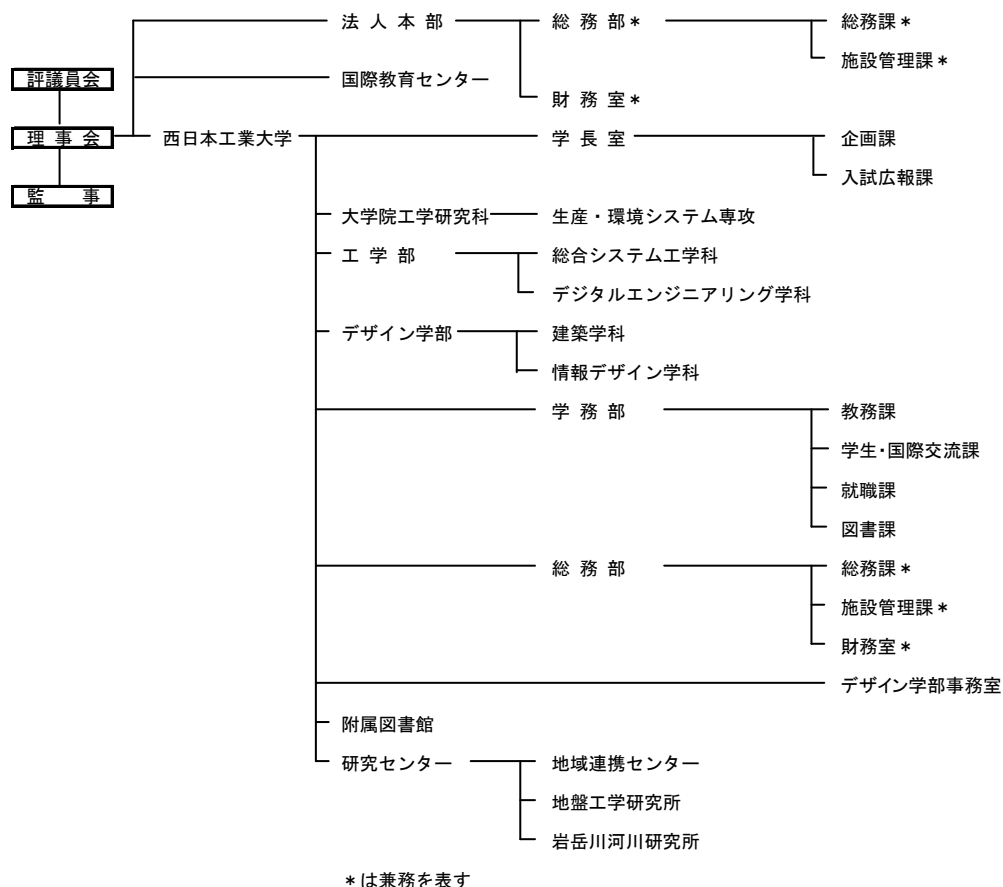 法 人 本 部 総 務 部＊ 総務課＊
施設管理課＊
評議員会 国際教育センター
財 務 室＊
理 事 会 西日本工業大学 学 長 室 企画課
入試広報課
監 事
大学院工学研究科 生産・環境システム専攻
工 学 部 総合システム工学科
デジタルエンジニアリング学科
デザイン学部 建築学科
情報デザイン学科
学 務 部 教務課
学生・国際交流課
就職課
図書課
総 務 部 総務課＊
施設管理課＊
財務室＊
デザイン学部事務室
附属図書館
研究センター 地域連携センター
地盤工学研究所
岩岳川河川研究所
＊は兼務を表す